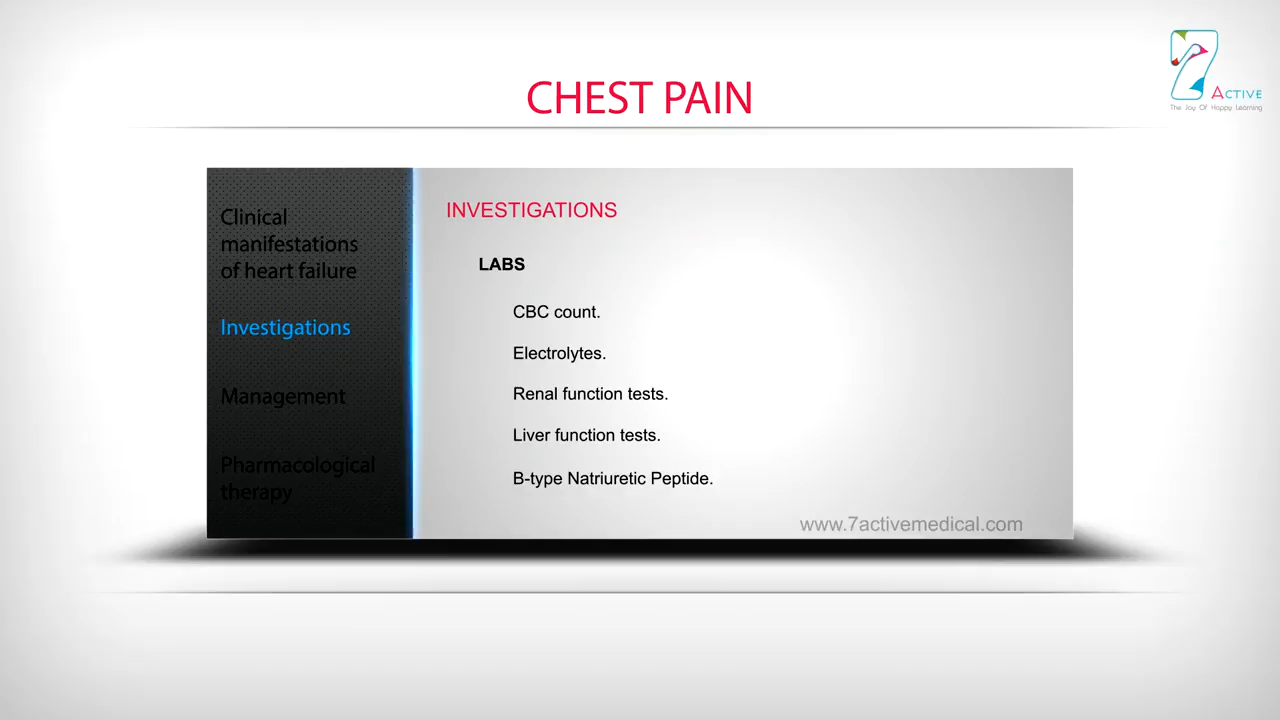 CHEST PAIN
7
ACTIVE
The Joy Of Happy Learning
Clinical
manifestations
of heart failure
Investigations
Management
Pharmacological
therapy
INVESTIGATIONS
LABS
CBC count.
Electrolytes.
Renal function tests.
Liver function tests.
B-type Natriuretic Peptide.
www.7activemedical.com